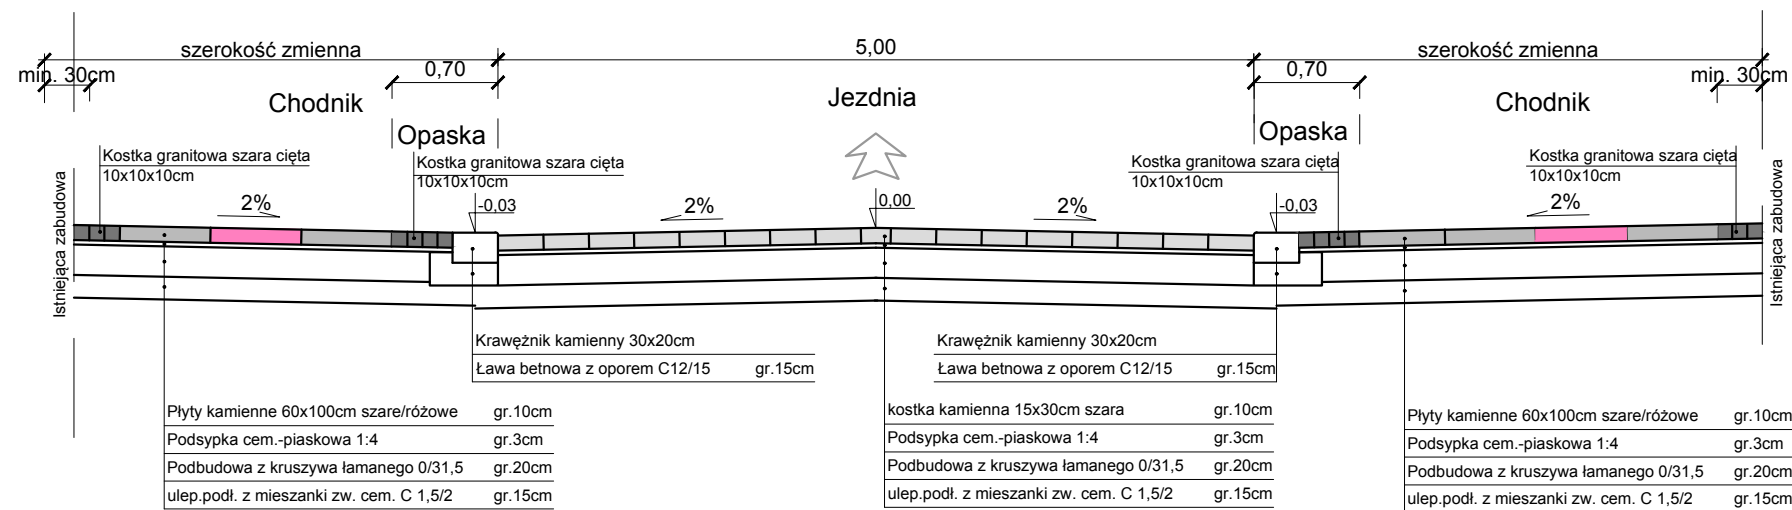 szerokość zmienna
5,00
szerokość zmienna
min. 30cm
0,70
0,70
min. 30cm
Chodnik
Jezdnia
Chodnik
Opaska
Opaska
Kostka granitowa szara cięta
10x10x10cm
Kostka granitowa szara cięta
10x10x10cm
Kostka granitowa szara cięta
10x10x10cm
Kostka granitowa szara cięta
10x10x10cm
Istniejąca zabudowa
2%
-0,03
2%
0,00
2%
-0,03
2%
Istniejąca zabudowa
Krawężnik kamienny 30x20cm
Ława betnowa z oporem C12/15 gr.15cm
Krawężnik kamienny 30x20cm
Ława betnowa z oporem C12/15 gr.15cm
Płyty kamienne 60x100cm szare/różowe gr.10cm
Podsypka cem.-piaskowa 1:4 gr.3cm
Podbudowa z kruszywa łamanego 0/31,5 gr.20cm
ulep.podł. z mieszanki zw. cem. C 1,5/2 gr.15cm
kostka kamienna 15x30cm szara gr.10cm
Podsypka cem.-piaskowa 1:4 gr.3cm
Podbudowa z kruszywa łamanego 0/31,5 gr.20cm
ulep.podł. z mieszanki zw. cem. C 1,5/2 gr.15cm
Płyty kamienne 60x100cm szare/różowe gr.10cm
Podsypka cem.-piaskowa 1:4 gr.3cm
Podbudowa z kruszywa łamanego 0/31,5 gr.20cm
ulep.podł. z mieszanki zw. cem. C 1,5/2 gr.15cm